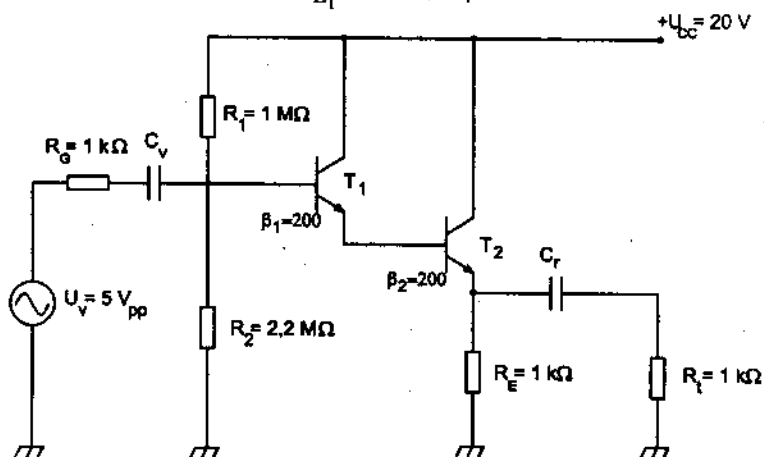 +U_cc= 20 V
R_1= 1 MΩ
R_G= 1 kΩ
C_v
T_1
β_1=200
T_2
C_r
β_2=200
U_v= 5 V_pp
R_2= 2,2 MΩ
R_E= 1 kΩ
R_t= 1 kΩ